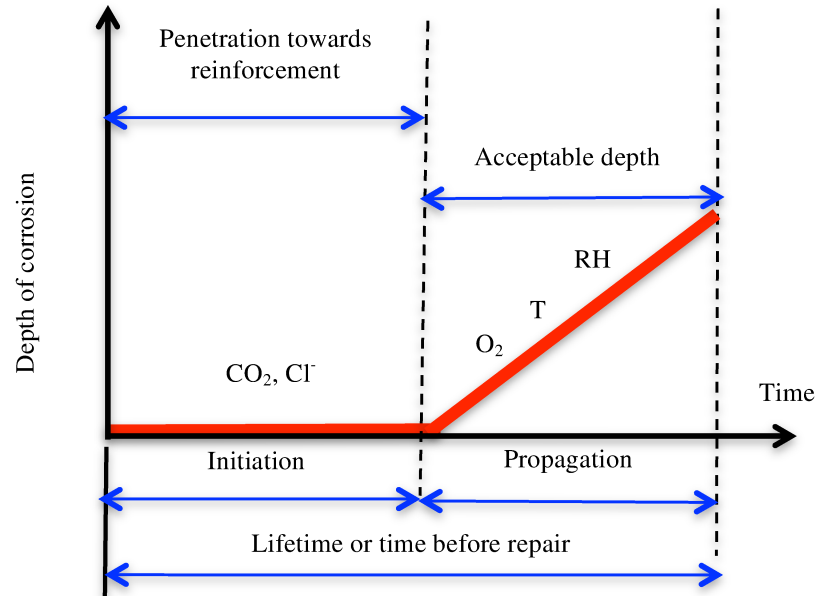 Penetration towards
reinforcement
Acceptable depth
Depth of corrosion
RH
T
O₂
CO₂, Cl⁻
Time
Initiation
Propagation
Lifetime or time before repair